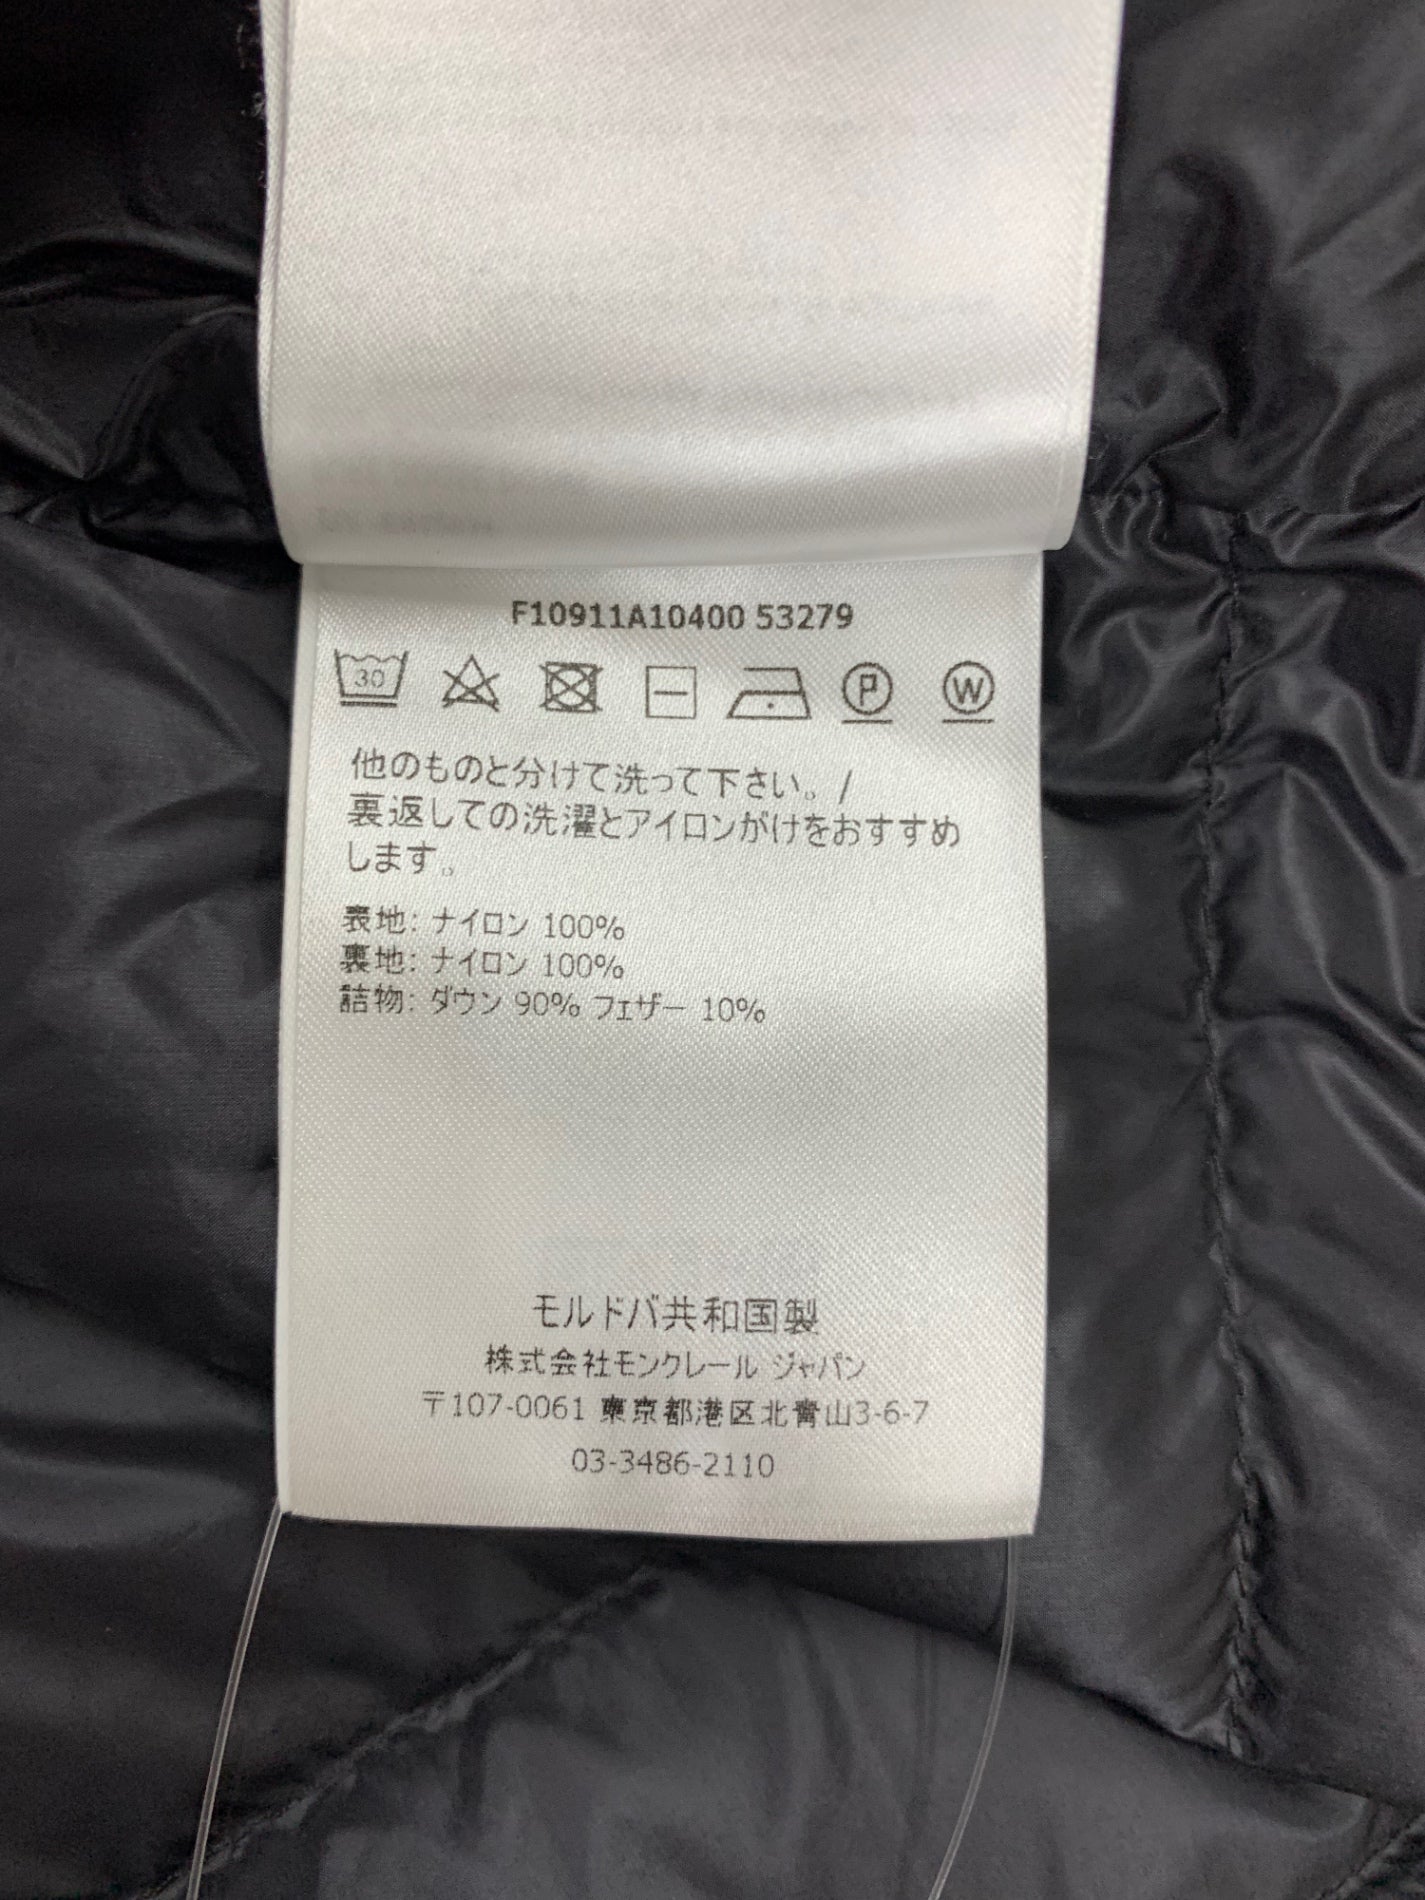 F10911A10400 53279
30
P
W
他のものと分けて洗って下さい。/
裏返しての洗濯とアイロンがけをおすすめ
します。
表地: ナイロン 100%
裏地: ナイロン 100%
詰物: ダウン 90% フェザー 10%
モルドバ共和国製
株式会社モンクレール ジャパン
〒107-0061 東京都港区北青山3-6-7
03-3486-2110